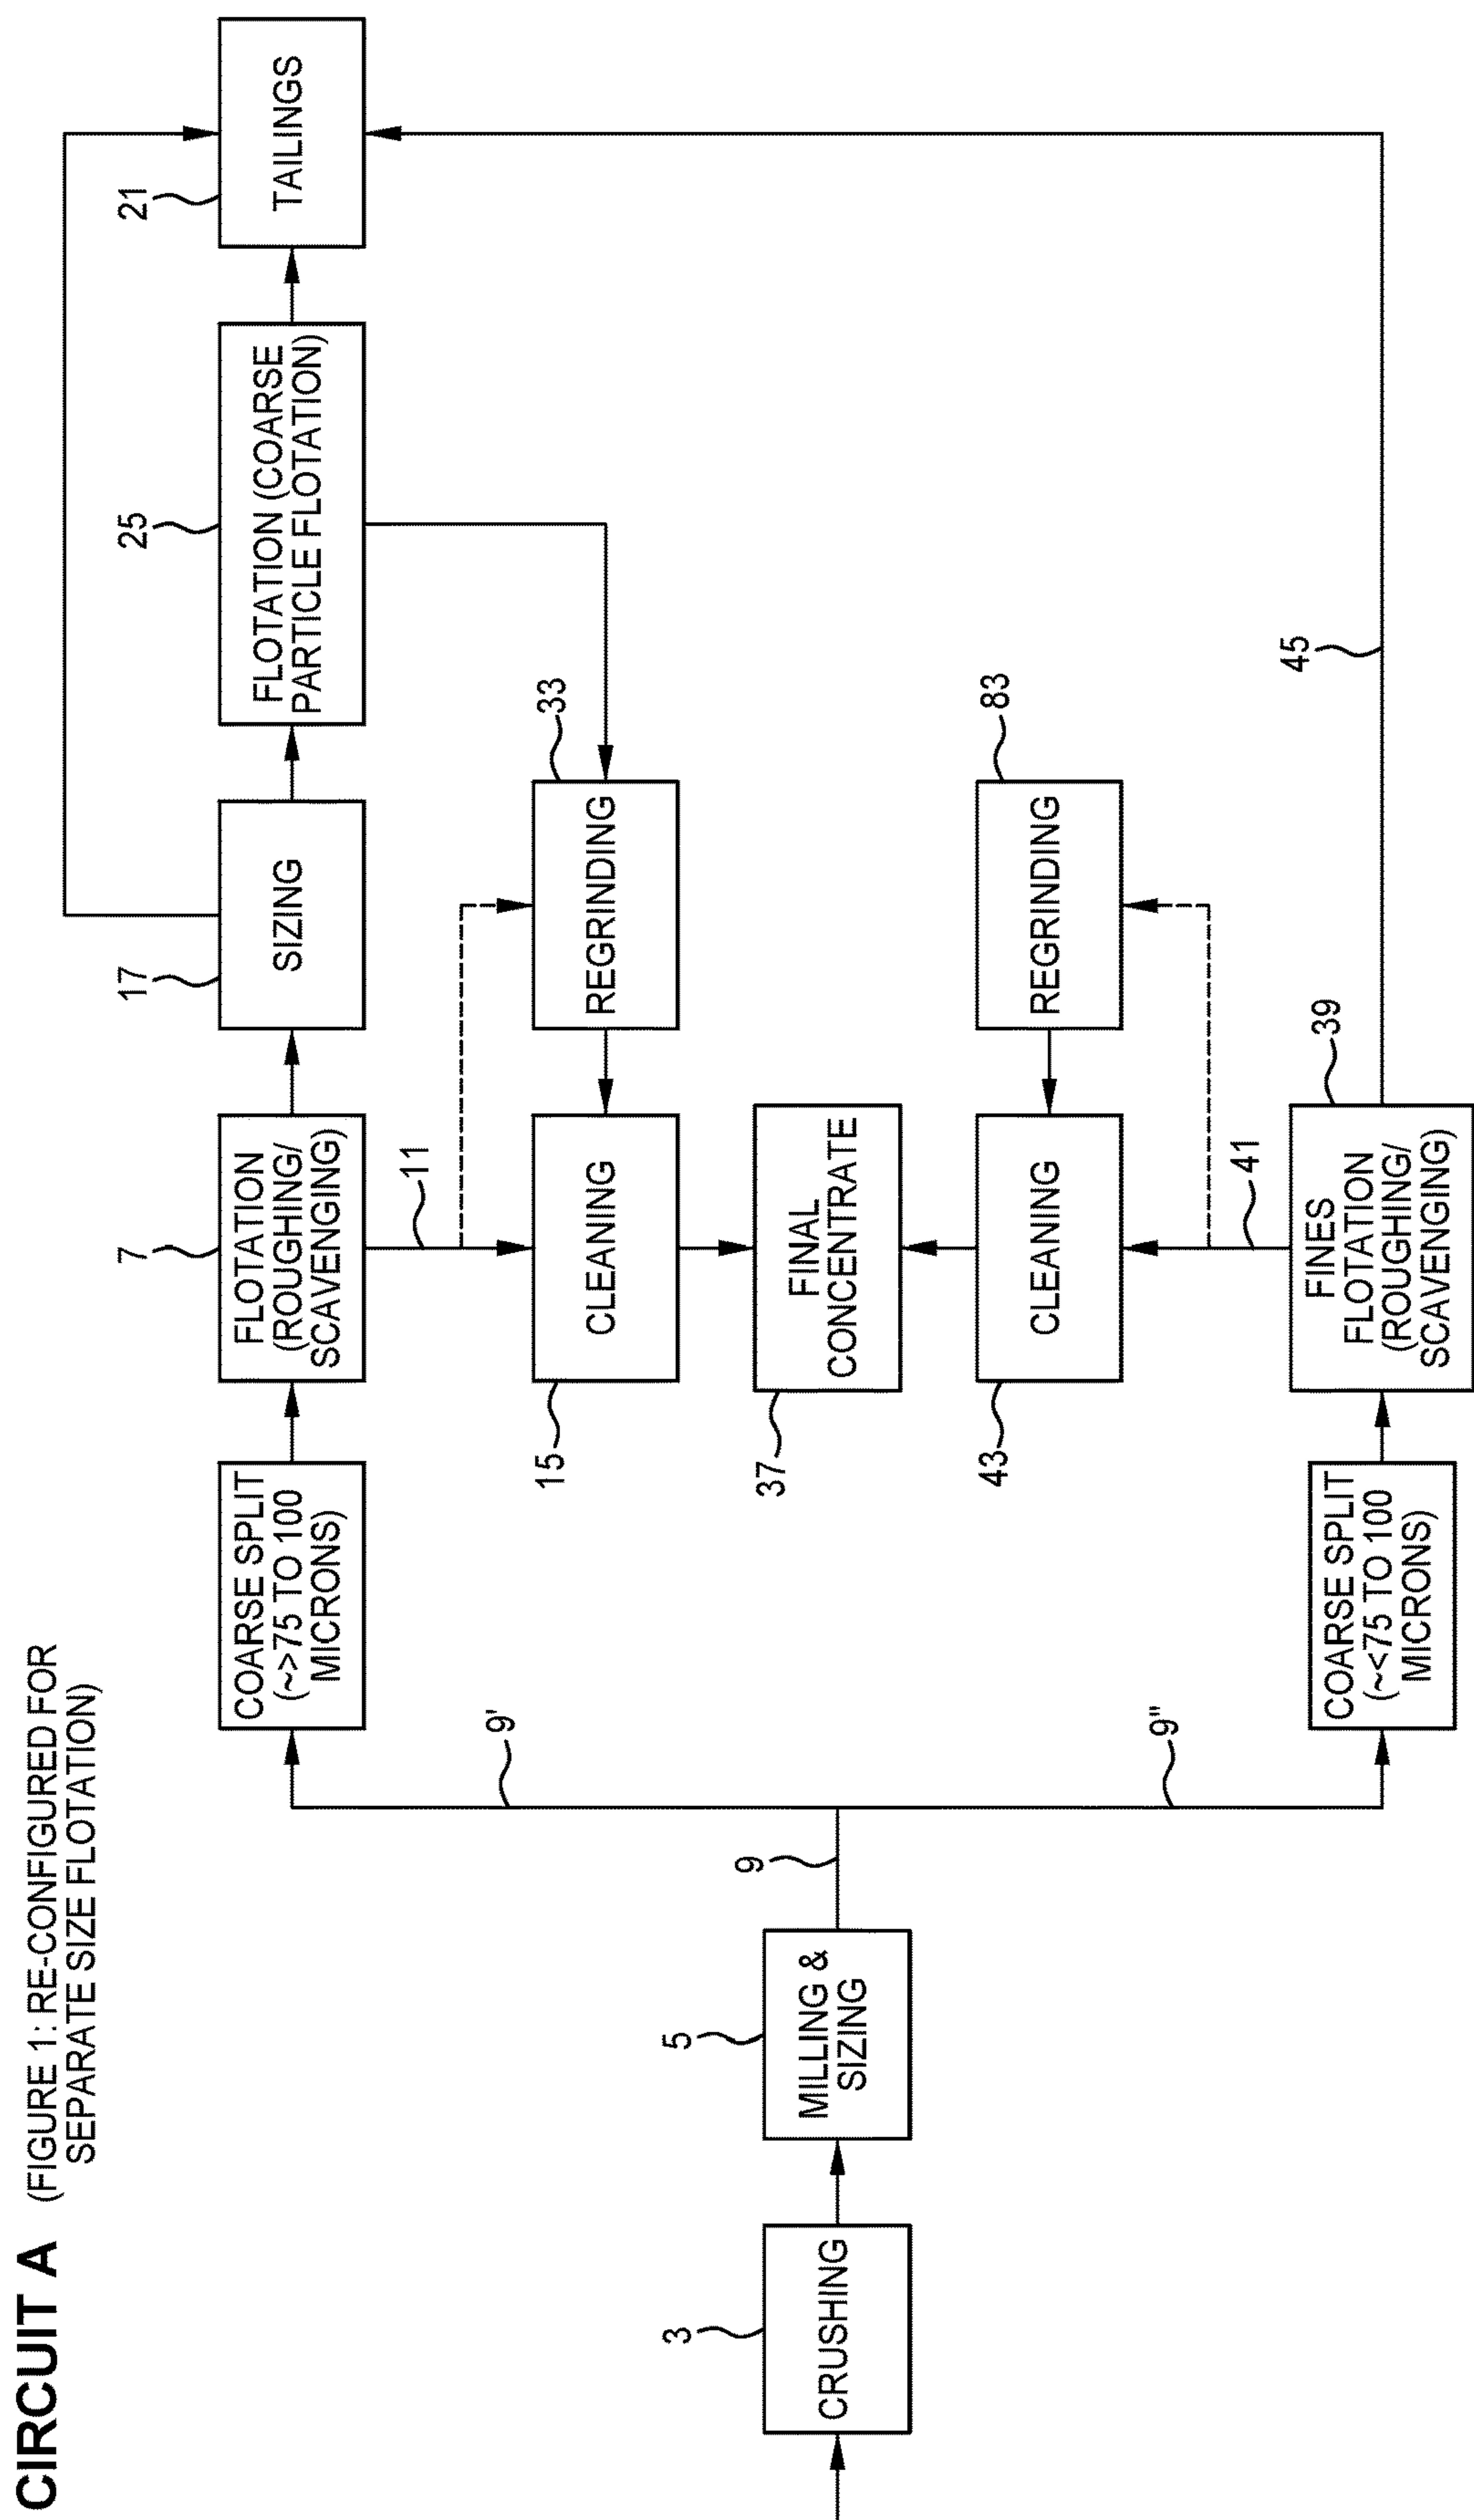 CIRCUIT A
(FIGURE 1: RE-CONFIGURED FOR
SEPARATE SIZE FLOTATION)
3
CRUSHING
5
MILLING &
SIZING
9
9'
9"
COARSE SPLIT
(~>75 TO 100
MICRONS)
7
FLOTATION
(ROUGHING/
SCAVENGING)
17
SIZING
25
FLOTATION (COARSE
PARTICLE FLOTATION)
21
TAILINGS
11
15
CLEANING
33
REGRINDING
37
FINAL
CONCENTRATE
43
CLEANING
83
REGRINDING
41
COARSE SPLIT
(~<75 TO 100
MICRONS)
39
FINES
FLOTATION
(ROUGHING/
SCAVENGING)
45